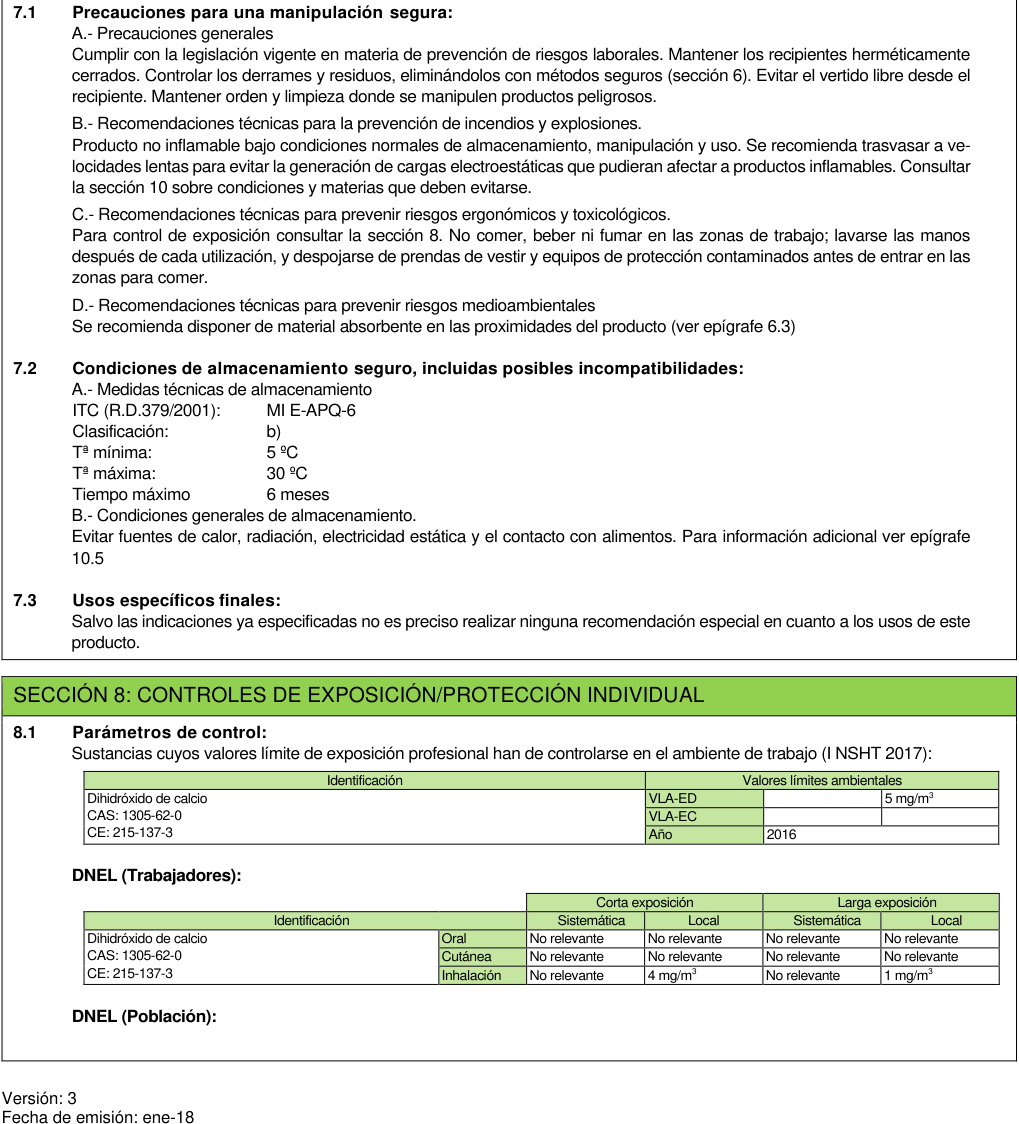 7.1 Precauciones para una manipulación segura:
A.- Precauciones generales
Cumplir con la legislación vigente en materia de prevención de riesgos laborales. Mantener los recipientes herméticamente
cerrados. Controlar los derrames y residuos, eliminándolos con métodos seguros (sección 6). Evitar el vertido libre desde el
recipiente. Mantener orden y limpieza donde se manipulen productos peligrosos.
B.- Recomendaciones técnicas para la prevención de incendios y explosiones.
Producto no inflamable bajo condiciones normales de almacenamiento, manipulación y uso. Se recomienda trasvasar a ve-
locidades lentas para evitar la generación de cargas electroestáticas que pudieran afectar a productos inflamables. Consultar
la sección 10 sobre condiciones y materias que deben evitarse.
C.- Recomendaciones técnicas para prevenir riesgos ergonómicos y toxicológicos.
Para control de exposición consultar la sección 8. No comer, beber ni fumar en las zonas de trabajo; lavarse las manos
después de cada utilización, y despojarse de prendas de vestir y equipos de protección contaminados antes de entrar en las
zonas para comer.
D.- Recomendaciones técnicas para prevenir riesgos medioambientales
Se recomienda disponer de material absorbente en las proximidades del producto (ver epígrafe 6.3)
7.2 Condiciones de almacenamiento seguro, incluidas posibles incompatibilidades:
A.- Medidas técnicas de almacenamiento
ITC (R.D.379/2001): MI E-APQ-6
Clasificación: b)
Tª mínima: 5 ºC
Tª máxima: 30 ºC
Tiempo máximo 6 meses
B.- Condiciones generales de almacenamiento.
Evitar fuentes de calor, radiación, electricidad estática y el contacto con alimentos. Para información adicional ver epígrafe
10.5
7.3 Usos específicos finales:
Salvo las indicaciones ya especificadas no es preciso realizar ninguna recomendación especial en cuanto a los usos de este
producto.
SECCIÓN 8: CONTROLES DE EXPOSICIÓN/PROTECCIÓN INDIVIDUAL
8.1 Parámetros de control:
Sustancias cuyos valores límite de exposición profesional han de controlarse en el ambiente de trabajo (I NSHT 2017):
Identificación Valores límites ambientales
Dihidróxido de calcio VLA-ED 5 mg/m³
CAS: 1305-62-0 VLA-EC
CE: 215-137-3 Año 2016
DNEL (Trabajadores):
Corta exposición Larga exposición
Identificación Sistemática Local Sistemática Local
Dihidróxido de calcio Oral No relevante No relevante No relevante No relevante
CAS: 1305-62-0 Cutánea No relevante No relevante No relevante No relevante
CE: 215-137-3 Inhalación No relevante 4 mg/m³ No relevante 1 mg/m³
DNEL (Población):
Versión: 3
Fecha de emisión: ene-18